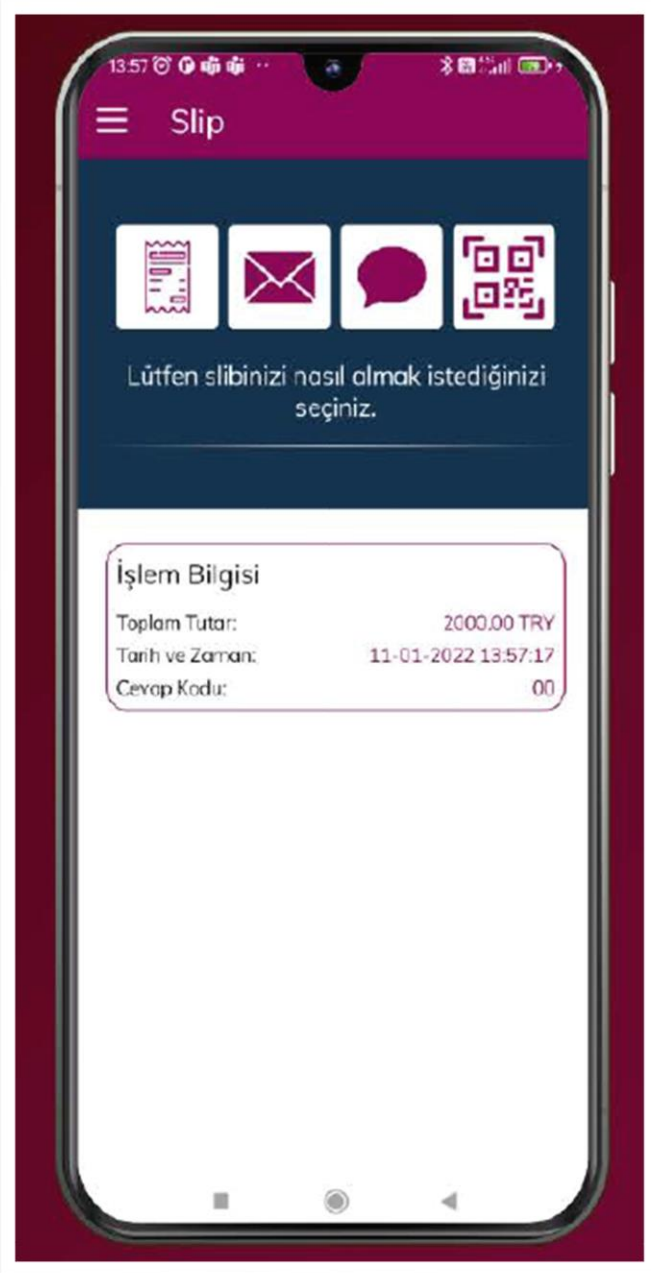 13:57
Slip
Lütfen slibinizi nasıl almak istediğinizi
seçiniz.
İşlem Bilgisi
Toplam Tutar: 2000.00 TRY
Tarih ve Zaman: 11-01-2022 13:57:17
Cevap Kodu: 00